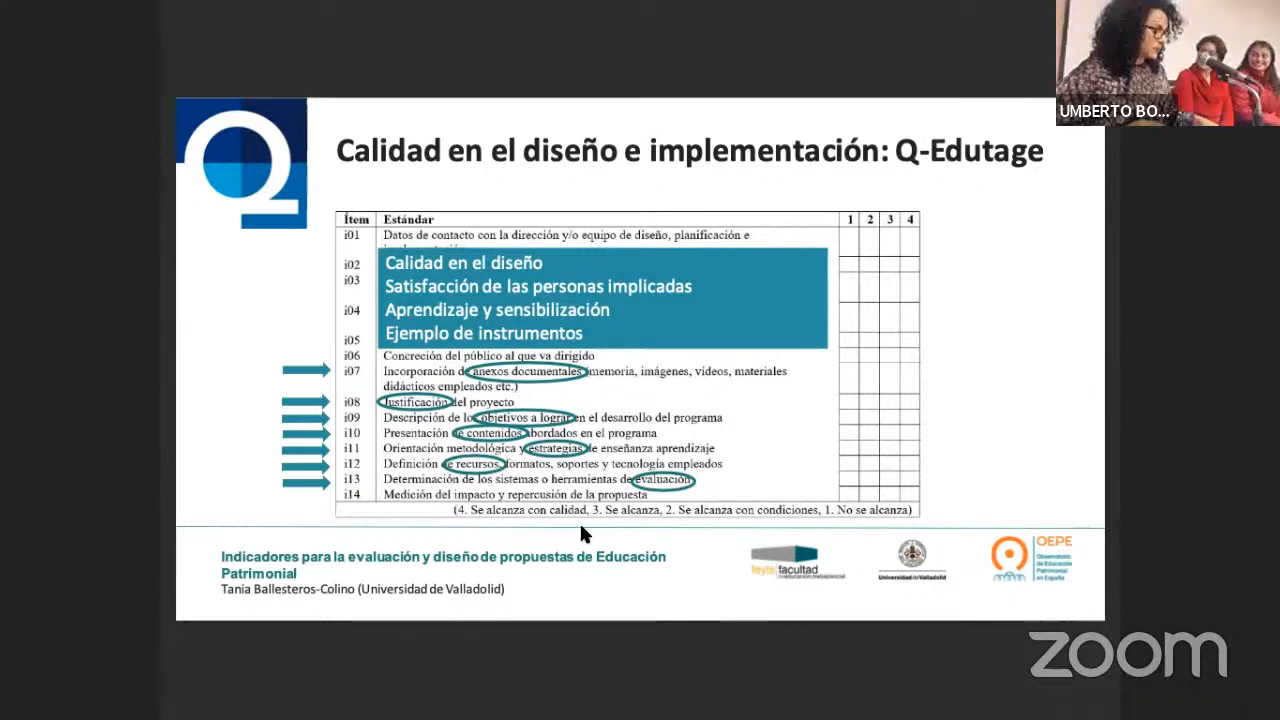 UMBERTO BO...
Calidad en el diseño e implementación: Q-Edutage
Ítem Estándar 1 2 3 4
i01 Datos de contacto con la dirección y/o equipo de diseño, planificación e
i02
i03
i04
i05
Calidad en el diseño
Satisfacción de las personas implicadas
Aprendizaje y sensibilización
Ejemplo de instrumentos
i06 Concreción del público al que va dirigido
i07 Incorporación de anexos documentales (memoria, imágenes, vídeos, materiales
didácticos empleados etc.)
i08 Justificación del proyecto
i09 Descripción de los objetivos a lograr en el desarrollo del programa
i10 Presentación de contenidos abordados en el programa
i11 Orientación metodológica y estrategias de enseñanza aprendizaje
i12 Definición de recursos, formatos, soportes y tecnología empleados
i13 Determinación de los sistemas o herramientas de evaluación
i14 Medición del impacto y repercusión de la propuesta
(4. Se alcanza con calidad, 3. Se alcanza, 2. Se alcanza con condiciones, 1. No se alcanza)
Indicadores para la evaluación y diseño de propuestas de Educación
Patrimonial
Tania Ballesteros-Colino (Universidad de Valladolid)
feyts facultad
Universidad de Valladolid
OEPE
Observatorio
de Educación
Patrimonial
en España
zoom